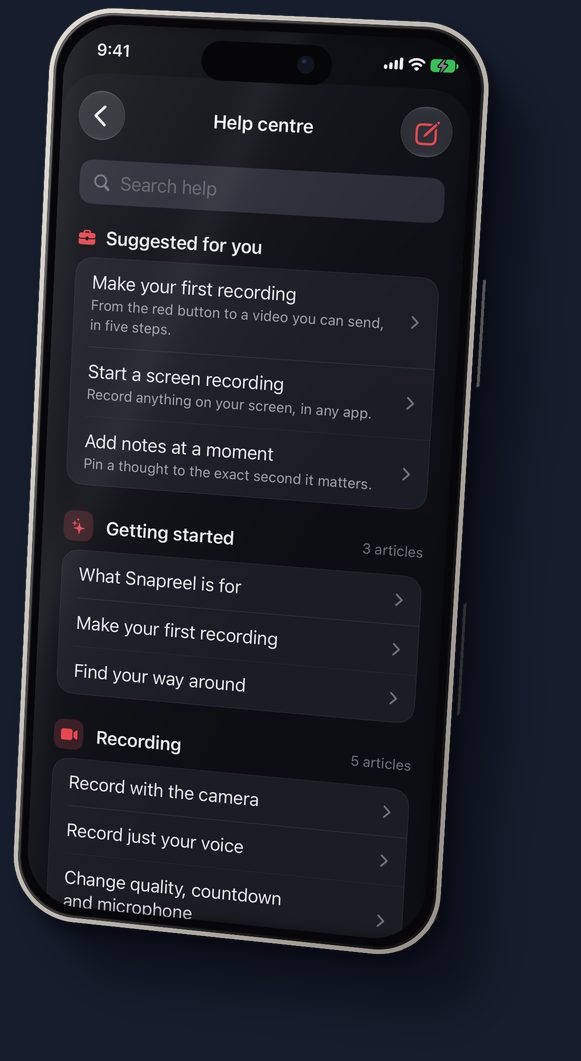 9:41
Help centre
Search help
Suggested for you
Make your first recording
From the red button to a video you can send,
in five steps.
Start a screen recording
Record anything on your screen, in any app.
Add notes at a moment
Pin a thought to the exact second it matters.
Getting started
3 articles
What Snapreel is for
Make your first recording
Find your way around
Recording
5 articles
Record with the camera
Record just your voice
Change quality, countdown
and microphone